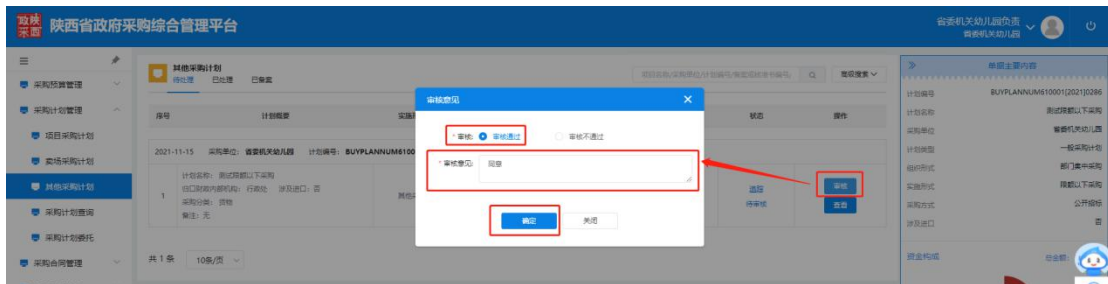 陕西省政府采购综合管理平台
省委机关幼儿园负责
省委机关幼儿园
采购预算管理
采购计划管理
项目采购计划
卖场采购计划
其他采购计划
采购计划查询
采购计划委托
采购合同管理
其他采购计划
待处理 已处理 已备案
高级搜索
序号 计划概要 状态 操作
2021-11-15 采购单位: 省委机关幼儿园 计划编号: BUYPLANNUM6100
1
计划名称: 测试限额以下采购
归口财政内部机构: 行政处 涉及进口: 否
采购分类: 货物
备注: 无
追踪
待审核
审核
查看
共 1 条 10条/页
审核意见
* 审核: 审核通过 审核不通过
* 审核意见: 同意
确定 关闭
单据主要内容
计划编号 BUYPLANNUM610001[2021]0286
计划名称 测试限额以下采购
采购单位 省委机关幼儿园
计划类型 一般采购计划
组织形式 部门集中采购
实施形式 限额以下采购
采购方式 公开招标
涉及进口 否
资金构成 总金额: